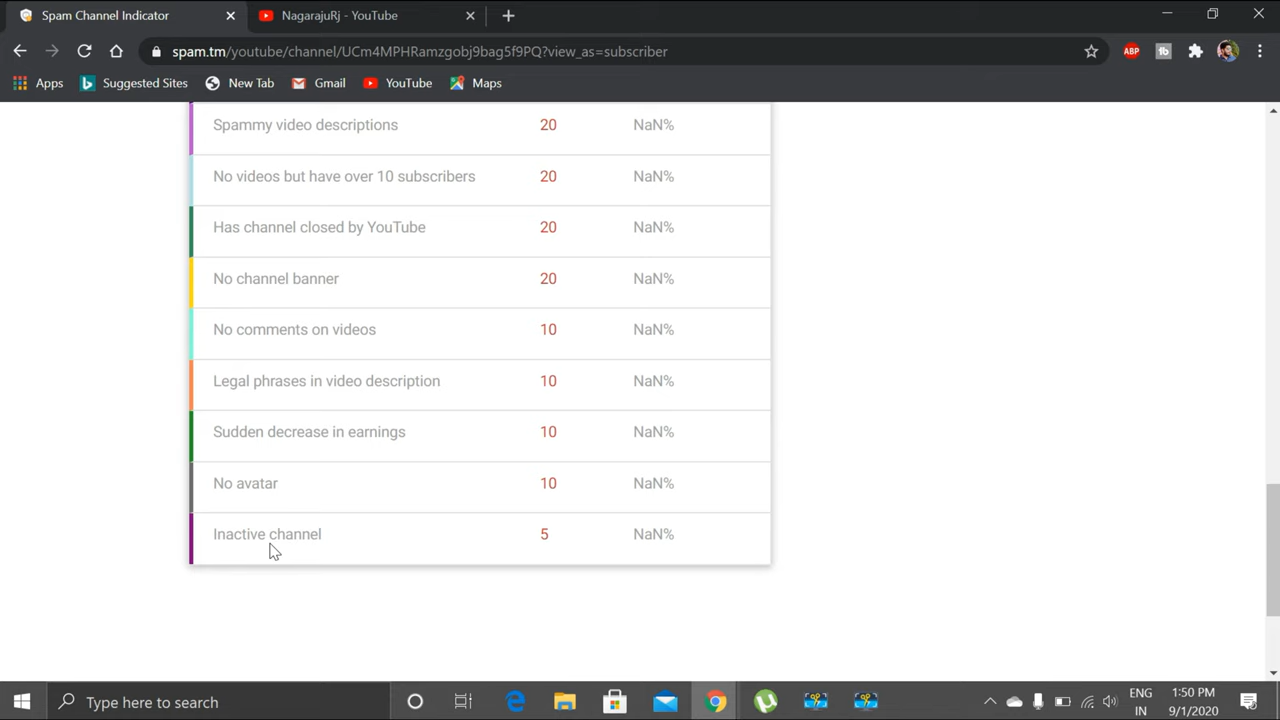 Spam Channel Indicator
NagarajuRj - YouTube
spam.tm/youtube/channel/UCm4MPHRamzgobj9bag5f9PQ?view_as=subscriber
ABP
Apps Suggested Sites New Tab Gmail YouTube Maps
Spammy video descriptions 20 NaN%
No videos but have over 10 subscribers 20 NaN%
Has channel closed by YouTube 20 NaN%
No channel banner 20 NaN%
No comments on videos 10 NaN%
Legal phrases in video description 10 NaN%
Sudden decrease in earnings 10 NaN%
No avatar 10 NaN%
Inactive channel 5 NaN%
Type here to search
ENG
IN
1:50 PM
9/1/2020